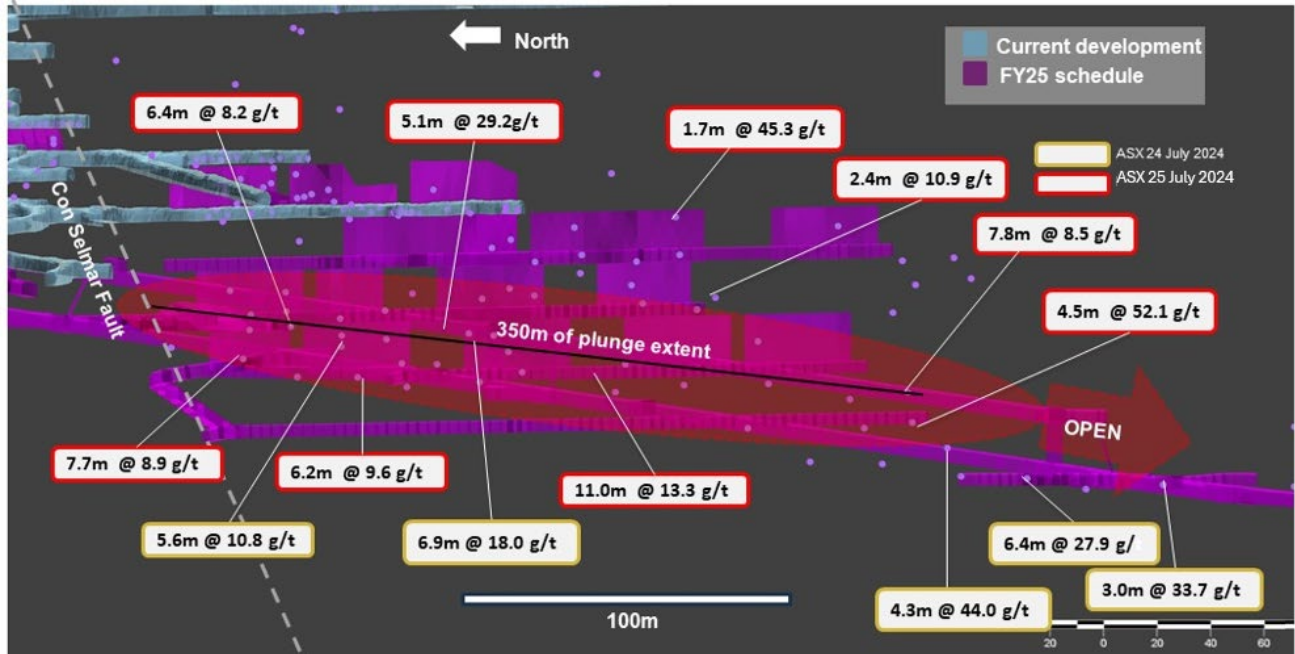 North
Current development
FY25 schedule
ASX 24 July 2024
ASX 25 July 2024
6.4m @ 8.2 g/t
5.1m @ 29.2g/t
1.7m @ 45.3 g/t
2.4m @ 10.9 g/t
7.8m @ 8.5 g/t
4.5m @ 52.1 g/t
Con Selmar Fault
350m of plunge extent
OPEN
7.7m @ 8.9 g/t
6.2m @ 9.6 g/t
11.0m @ 13.3 g/t
5.6m @ 10.8 g/t
6.9m @ 18.0 g/t
6.4m @ 27.9 g/
3.0m @ 33.7 g/t
4.3m @ 44.0 g/t
100m
20 0 20 40 60